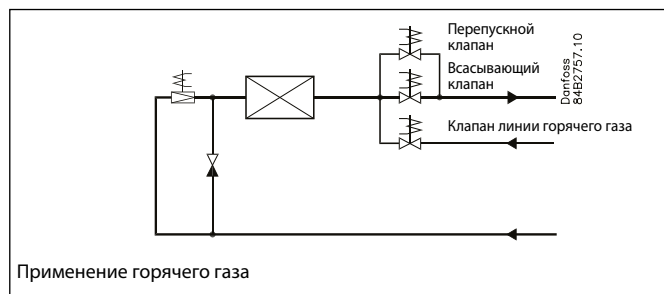 Перепускной
клапан
Всасывающий
клапан
Клапан линии горячего газа
Danfoss
84B2757.10
Применение горячего газа